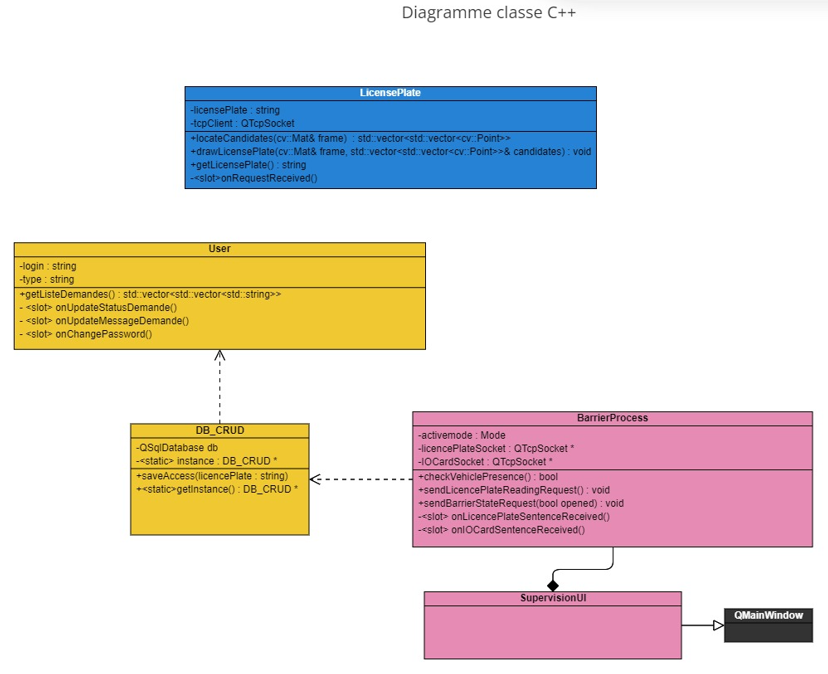 Diagramme classe C++
LicensePlate
-licensePlate : string
-tcpClient : QTcpSocket
+locateCandidates(cv::Mat& frame) : std::vector<std::vector<cv::Point>>
+drawLicensePlate(cv::Mat& frame, std::vector<std::vector<cv::Point>>& candidates) : void
+getLicensePlate() : string
-<slot>onRequestReceived()
User
-login : string
-type : string
+getListeDemandes() : std::vector<std::vector<std::string>>
- <slot> onUpdateStatusDemande()
- <slot> onUpdateMessageDemande()
- <slot> onChangePassword()
DB_CRUD
-QSqlDatabase db
-<static> instance : DB_CRUD *
+saveAccess(licencePlate : string)
+<static>getInstance() : DB_CRUD *
BarrierProcess
-activemode : Mode
-licencePlateSocket : QTcpSocket *
-IOCardSocket : QTcpSocket *
+checkVehiclePresence() : bool
+sendLicencePlateReadingRequest() : void
+sendBarrierStateRequest(bool opened) : void
-<slot> onLicencePlateSentenceReceived()
-<slot> onIOCardSentenceReceived()
SupervisionUI
QMainWindow